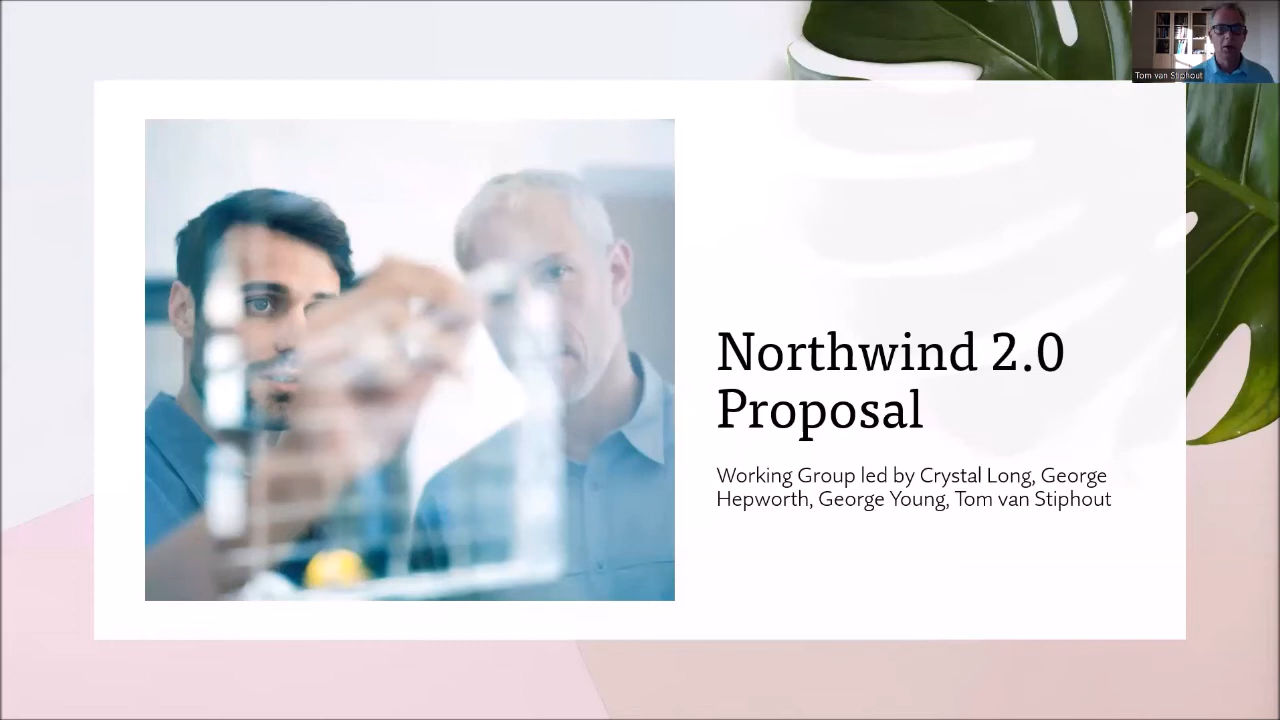 Tom van Stiphout
Northwind 2.0
Proposal
Working Group led by Crystal Long, George
Hepworth, George Young, Tom van Stiphout